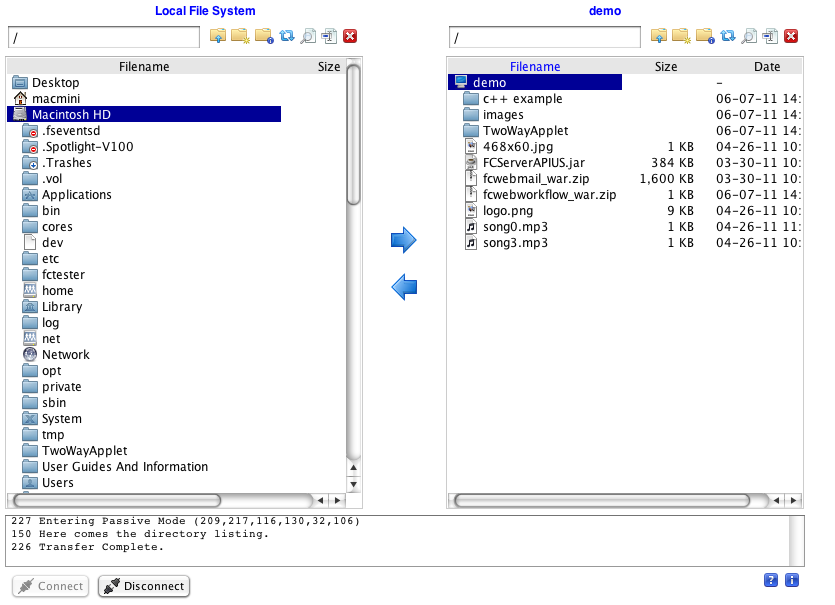 Local File System
demo
/
/
Filename Size
Filename Size Date
Desktop
macmini
Macintosh HD
.fseventsd
.Spotlight-V100
.Trashes
.vol
Applications
bin
cores
dev
etc
fctester
home
Library
log
net
Network
opt
private
sbin
System
tmp
TwoWayApplet
User Guides And Information
Users
demo –
c++ example 06-07-11 14:
images 06-07-11 14:
TwoWayApplet 06-07-11 14:
468x60.jpg 1 KB 04-26-11 10:
FCServerAPIUS.jar 384 KB 03-30-11 10:
fcwebmail_war.zip 1,600 KB 03-30-11 10:
fcwebworkflow_war.zip 1 KB 06-07-11 14:
logo.png 9 KB 04-26-11 10:
song0.mp3 1 KB 04-26-11 11:
song3.mp3 1 KB 04-26-11 10:
227 Entering Passive Mode (209,217,116,130,32,106)
150 Here comes the directory listing.
226 Transfer Complete.
Connect Disconnect